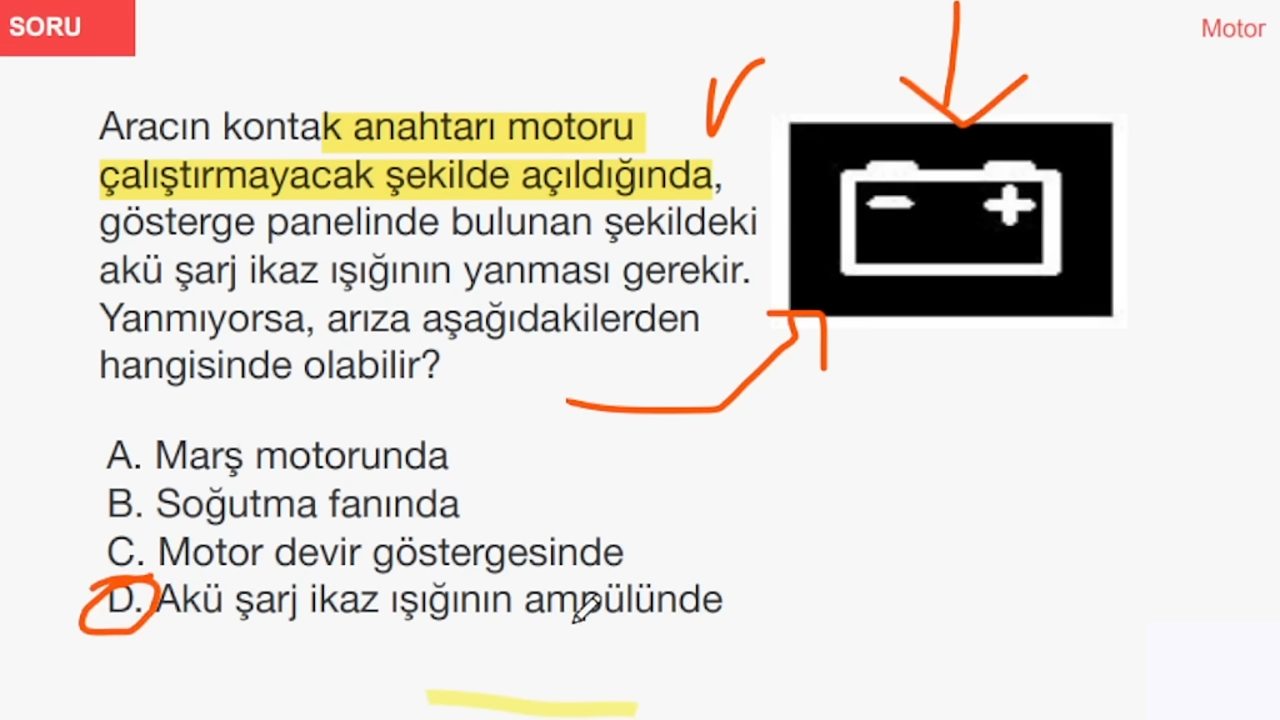 SORU
Motor
Aracın kontak anahtarı motoru
çalıştırmayacak şekilde açıldığında,
gösterge panelinde bulunan şekildeki
akü şarj ikaz ışığının yanması gerekir.
Yanmıyorsa, arıza aşağıdakilerden
hangisinde olabilir?
- +
A. Marş motorunda
B. Soğutma fanında
C. Motor devir göstergesinde
D. Akü şarj ikaz ışığının ampülünde